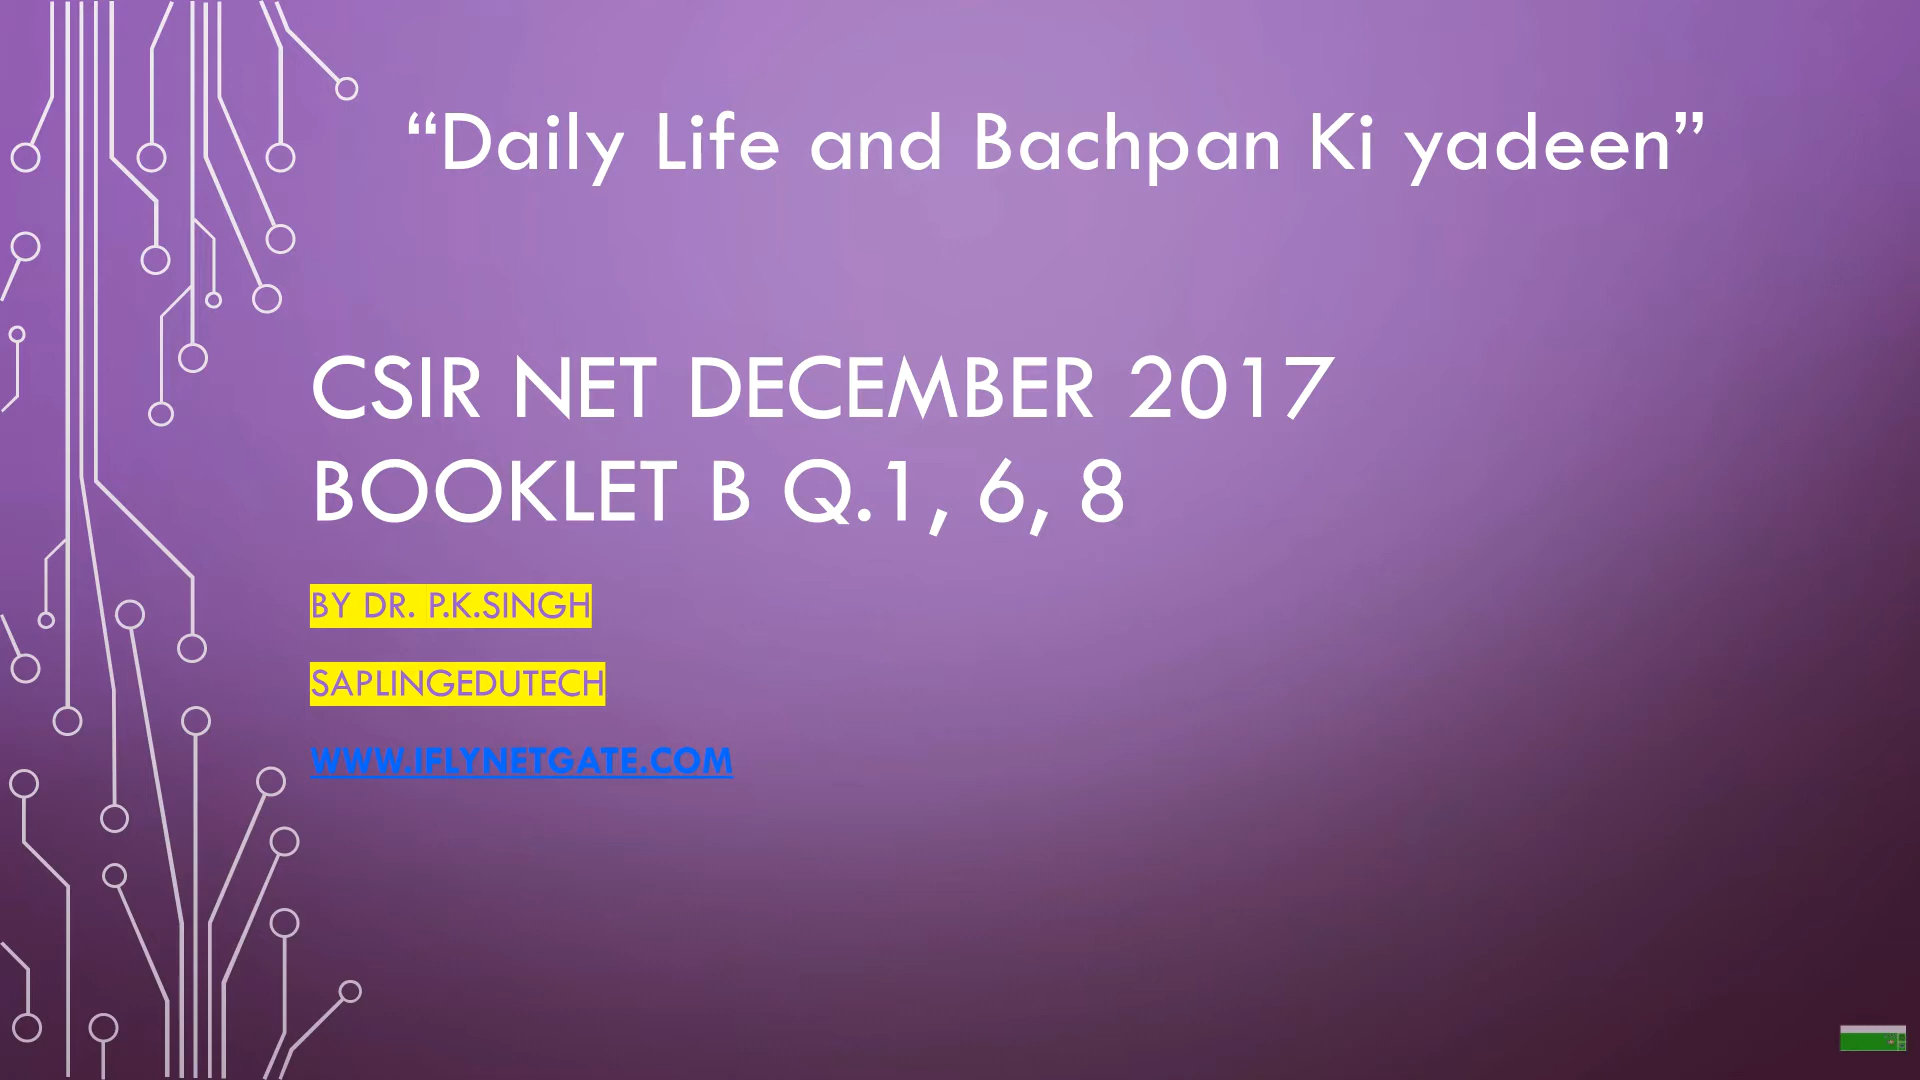 “Daily Life and Bachpan Ki yadeen”
CSIR NET DECEMBER 2017
BOOKLET B Q.1, 6, 8
BY DR. P.K.SINGH
SAPLINGEDUTECH
WWW.IFLYNETGATE.COM